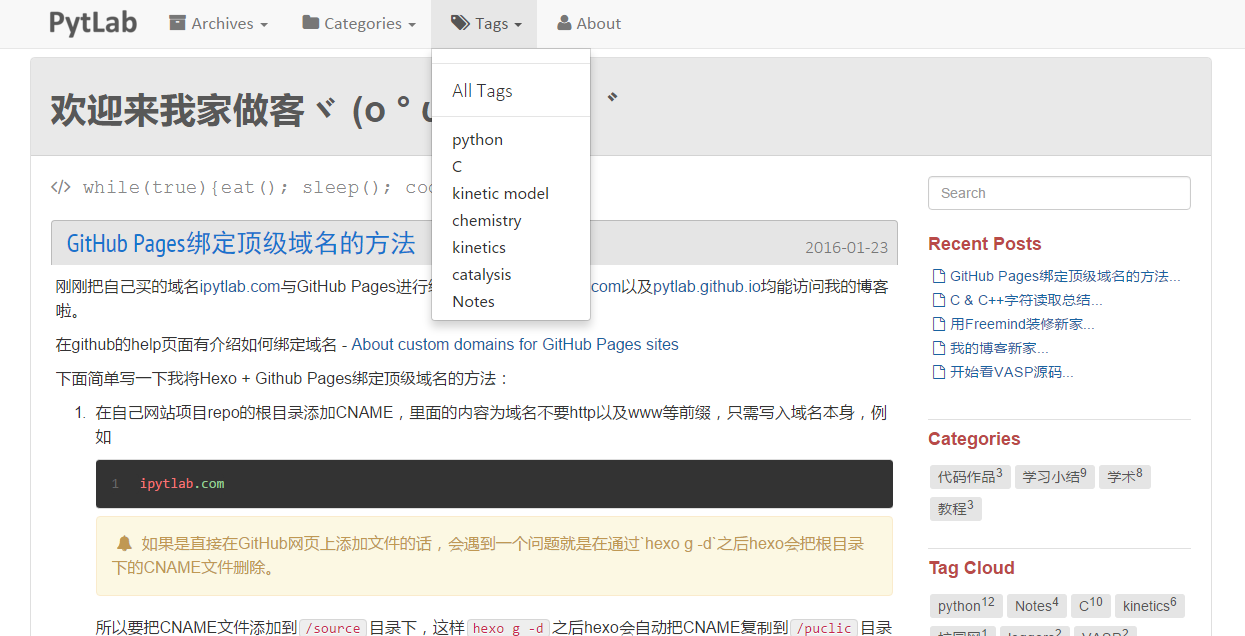 PytLab Archives Categories Tags About
All Tags
python
C
kinetic model
chemistry
kinetics
catalysis
Notes
欢迎来我家做客ヾ (o °
</> while(true){eat(); sleep();
GitHub Pages绑定顶级域名的方法
2016-01-23
刚刚把自己买的域名ipytlab.com与GitHub Pages进行 com以及pytlab.github.io均能访问我的博客
啦。
在github的help页面有介绍如何绑定域名 - About custom domains for GitHub Pages sites
下面简单写一下我将Hexo + Github Pages绑定顶级域名的方法：
1. 在自己网站项目repo的根目录添加CNAME，里面的内容为域名不要http以及www等前缀，只需写入域名本身，例
如
1 ipytlab.com
如果是直接在GitHub网页上添加文件的话，会遇到一个问题就是在通过`hexo g -d`之后hexo会把根目录
下的CNAME文件删除。
所以要把CNAME文件添加到 /source 目录下，这样 hexo g -d 之后hexo会自动把CNAME复制到 /puclic 目录
Search
Recent Posts
GitHub Pages绑定顶级域名的方法...
C & C++字符读取总结...
用Freemind装修新家...
我的博客新家...
开始看VASP源码...
Categories
代码作品3 学习小结9 学术8
教程3
Tag Cloud
python12 Notes4 C10 kinetics6